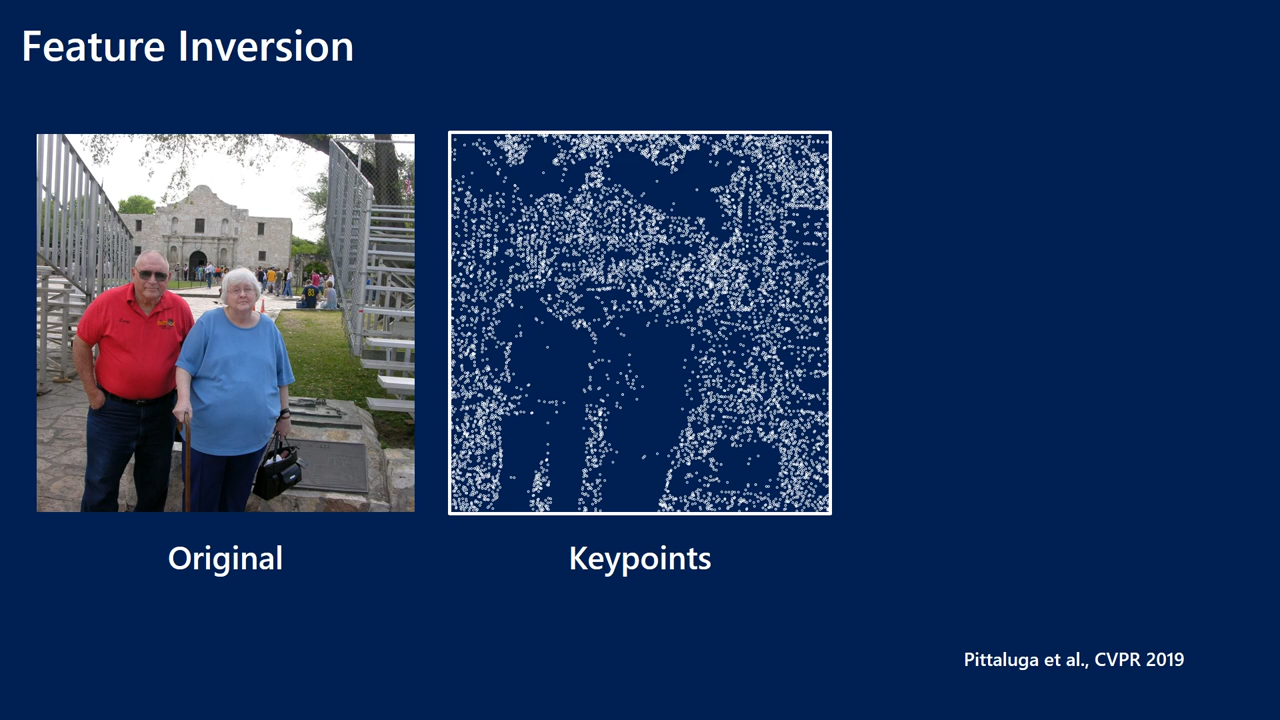 Feature Inversion
Original
Keypoints
Pittaluga et al., CVPR 2019